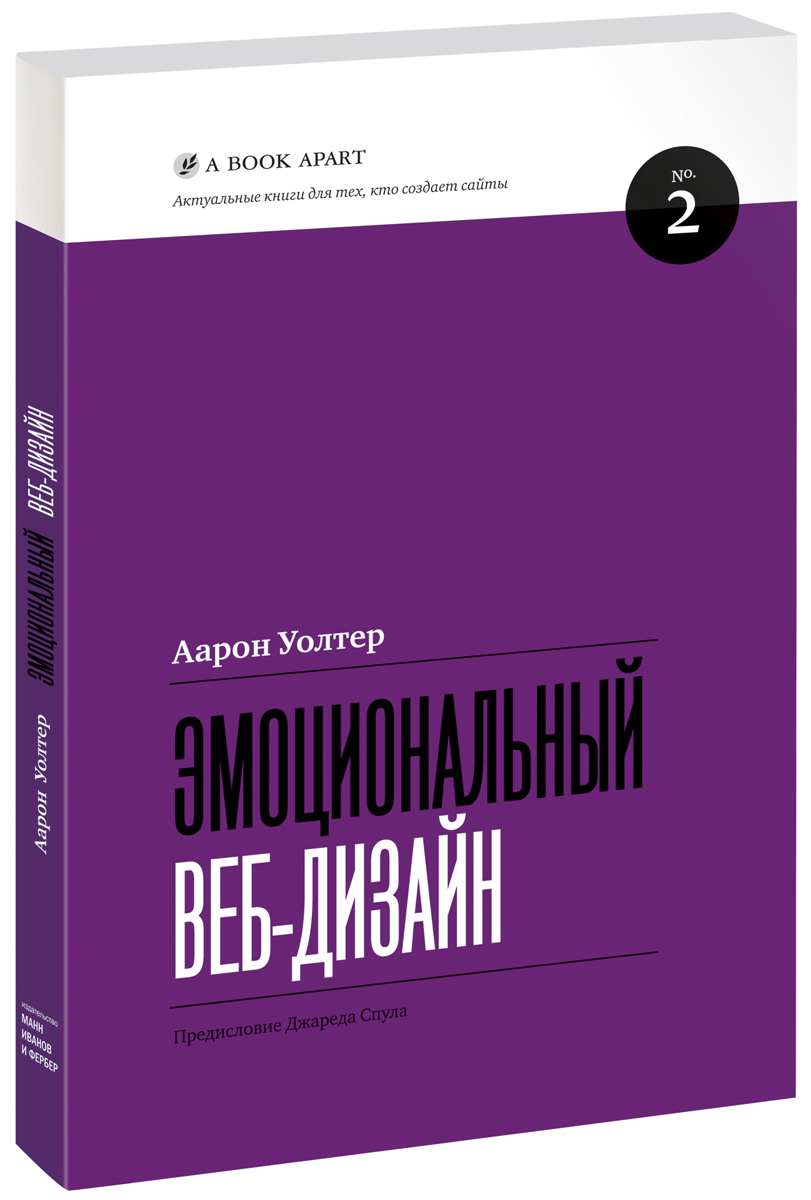 A BOOK APART
Актуальные книги для тех, кто создает сайты
No.
2
Аарон Уолтер
ЭМОЦИОНАЛЬНЫЙ
ВЕБ-ДИЗАЙН
Предисловие Джареда Спула
Аарон Уолтер ЭМОЦИОНАЛЬНЫЙ ВЕБ-ДИЗАЙН
издательство
МАНН
ИВАНОВ
И ФЕРБЕР